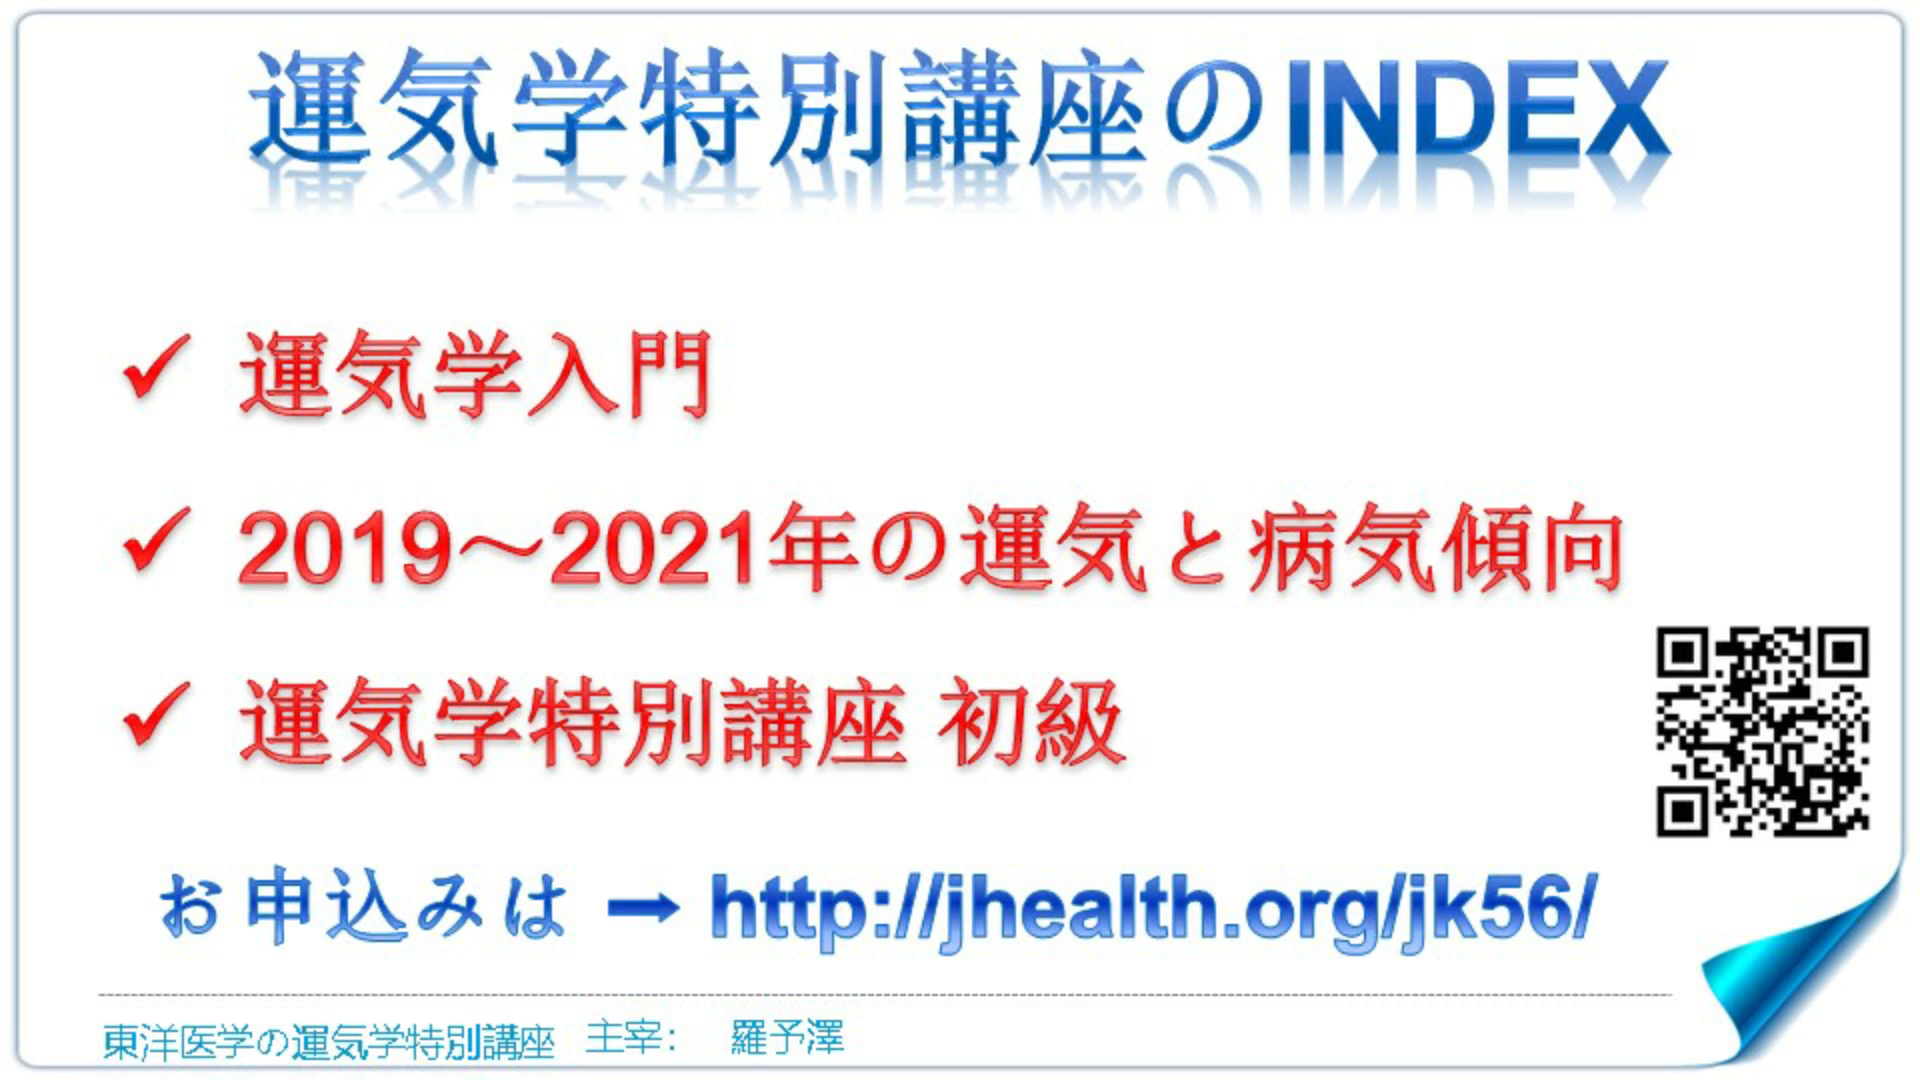 運気学特別講座のINDEX
✓ 運気学入門
✓ 2019～2021年の運気と病気傾向
✓ 運気学特別講座 初級
お申込みは ➞ http://jhealth.org/jk56/
東洋医学の運気学特別講座 主宰： 羅予澤